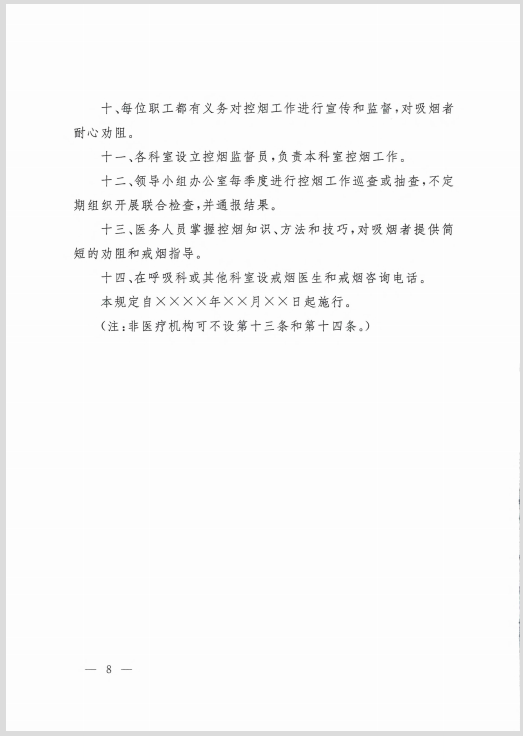 十、每位职工都有义务对控烟工作进行宣传和监督,对吸烟者
耐心劝阻。
十一、各科室设立控烟监督员,负责本科室控烟工作。
十二、领导小组办公室每季度进行控烟工作巡查或抽查,不定
期组织开展联合检查,并通报结果。
十三、医务人员掌握控烟知识、方法和技巧,对吸烟者提供简
短的劝阻和戒烟指导。
十四、在呼吸科或其他科室设戒烟医生和戒烟咨询电话。
本规定自××××年××月××日起施行。
(注:非医疗机构可不设第十三条和第十四条。)
— 8 —